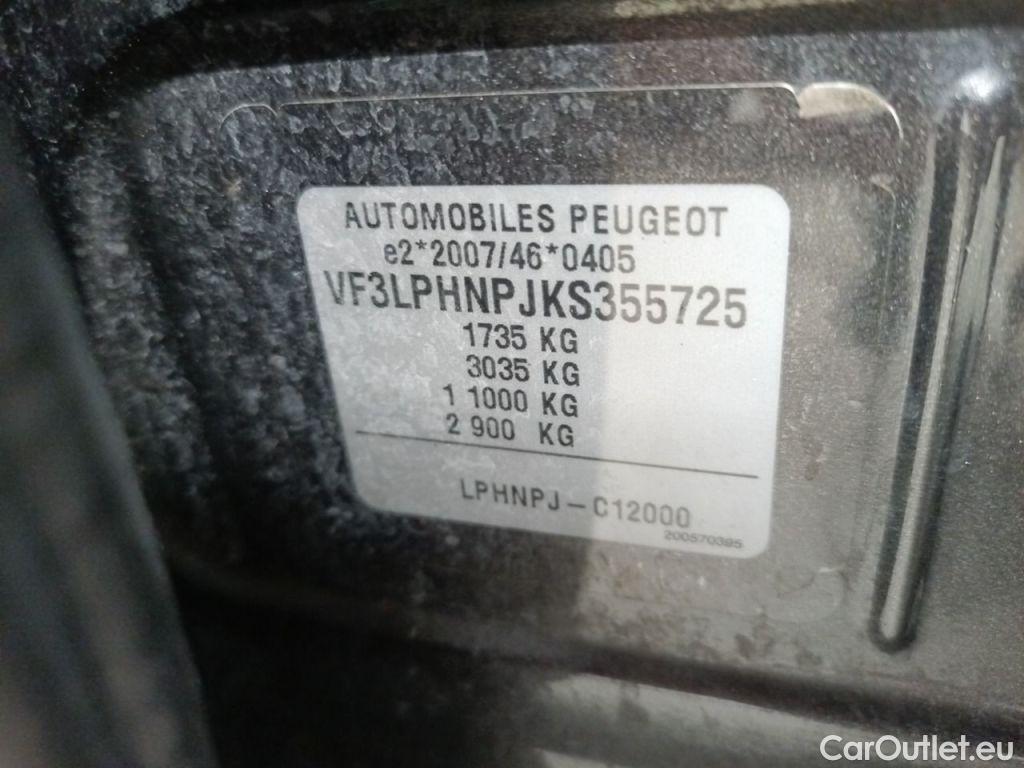 AUTOMOBILES PEUGEOT
e2*2007/46*0405
VF3LPHNPJKS355725
1735 KG
3035 KG
1 1000 KG
2 900 KG
LPHNPJ-C12000
200570395
CarOutlet.eu